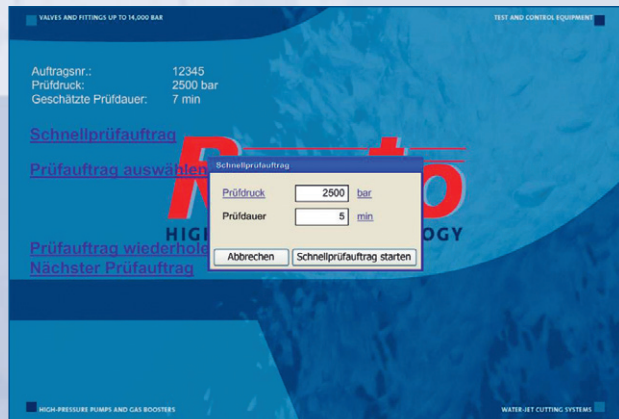 VALVES AND FITTINGS UP TO 14,000 BAR
TEST AND CONTROL EQUIPMENT
Auftragsnr.: 12345
Prüfdruck: 2500 bar
Geschätzte Prüfdauer: 7 min
Schnellprüfauftrag
Prüfauftrag auswählen
Schnellprüfauftrag
Prüfdruck 2500 bar
Prüfdauer 5 min
Abbrechen Schnellprüfauftrag starten
Prüfauftrag wiederhole
Nächster Prüfauftrag
HIGH-PRESSURE PUMPS AND GAS BOOSTERS
WATER-JET CUTTING SYSTEMS